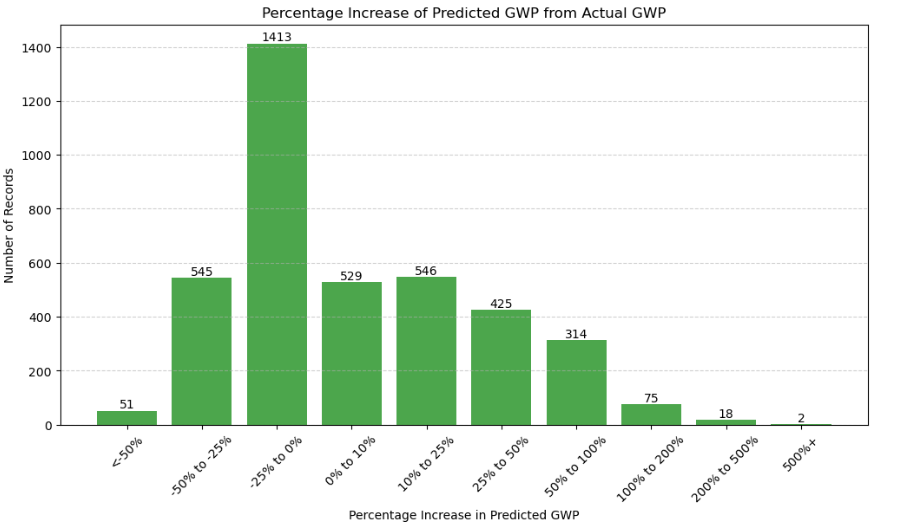 Percentage Increase of Predicted GWP from Actual GWP
Number of Records
1400
1200
1000
800
600
400
200
0
51
545
1413
529
546
425
314
75
18
2
<-50%
-50% to -25%
-25% to 0%
0% to 10%
10% to 25%
25% to 50%
50% to 100%
100% to 200%
200% to 500%
500%+
Percentage Increase in Predicted GWP